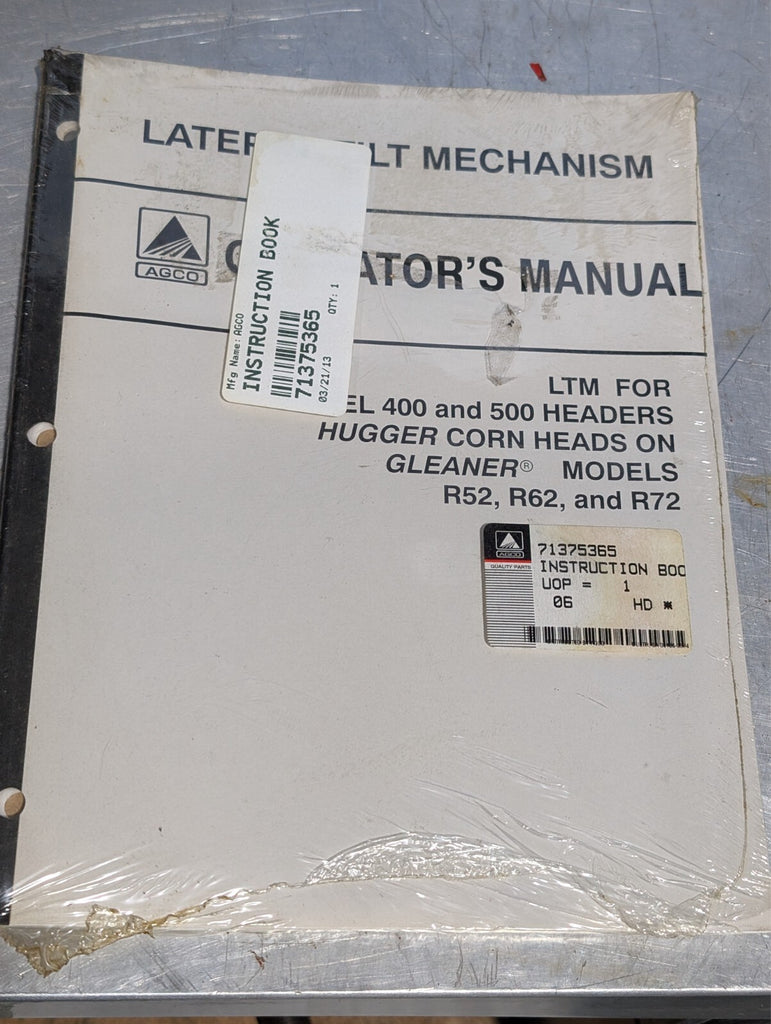 LATER LT MECHANISM
AGCO
ATOR'S MANUAL
Mfg Name: AGCO
INSTRUCTION BOOK
71375365
03/21/13 QTY: 1
LTM FOR
EL 400 and 500 HEADERS
HUGGER CORN HEADS ON
GLEANER® MODELS
R52, R62, and R72
AGCO
QUALITY PARTS
71375365
INSTRUCTION BOO
UOP = 1
06 HD *